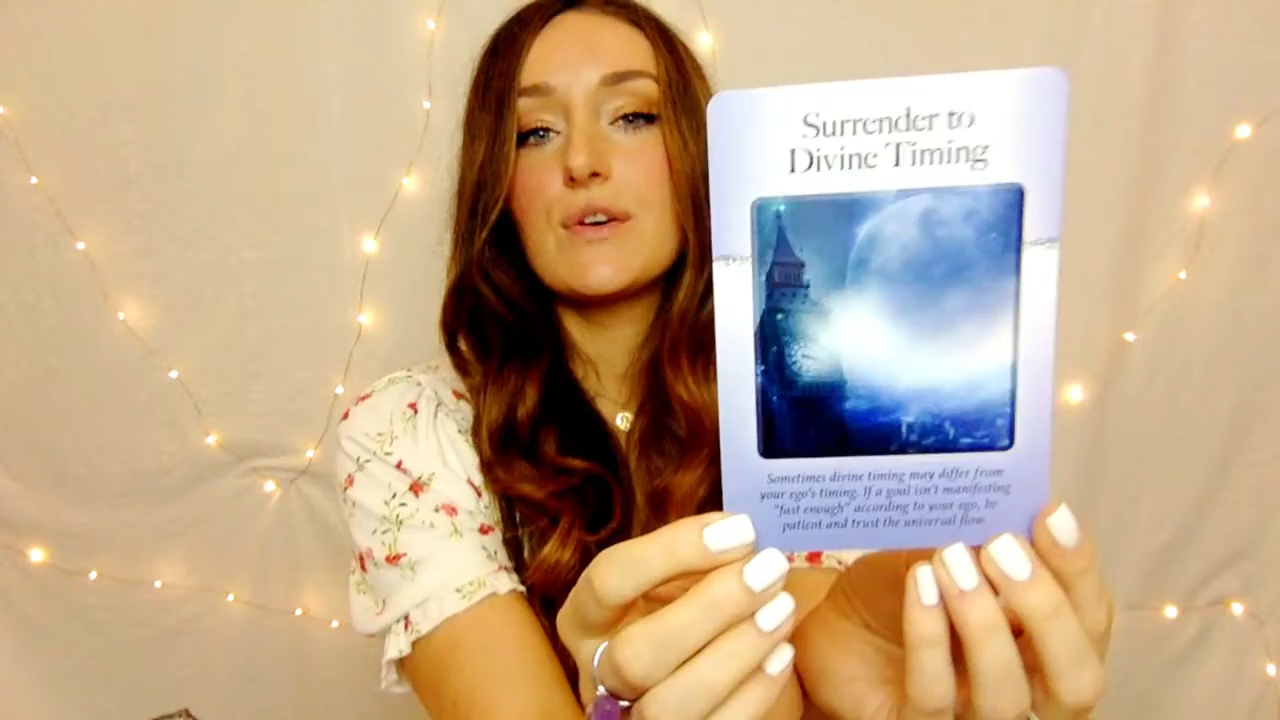 Surrender to
Divine Timing
Sometimes divine timing may differ from
your ego's timing. If a goal isn't manifesting
"fast enough" according to your ego, be
patient and trust the universal flow.